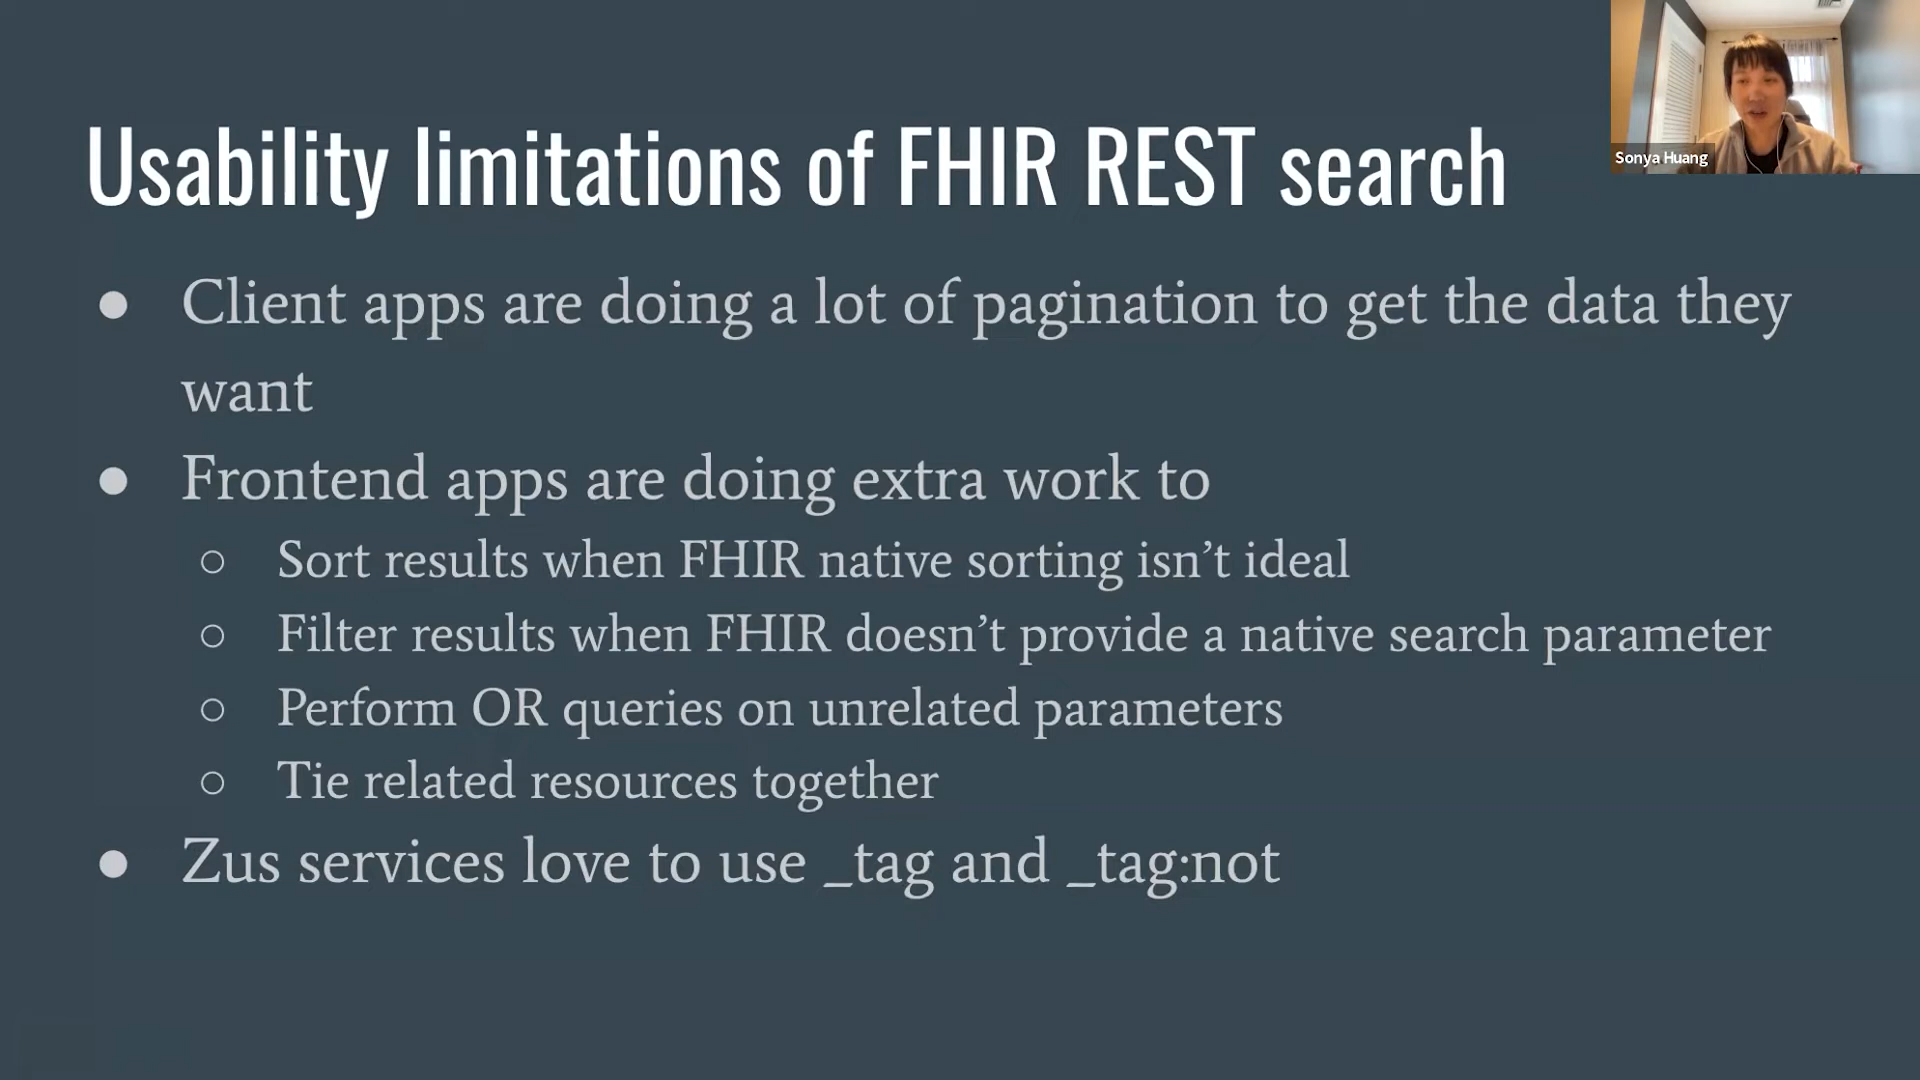 Usability limitations of FHIR REST search
Sonya Huang
● Client apps are doing a lot of pagination to get the data they
want
● Frontend apps are doing extra work to
○ Sort results when FHIR native sorting isn’t ideal
○ Filter results when FHIR doesn’t provide a native search parameter
○ Perform OR queries on unrelated parameters
○ Tie related resources together
● Zus services love to use _tag and _tag:not